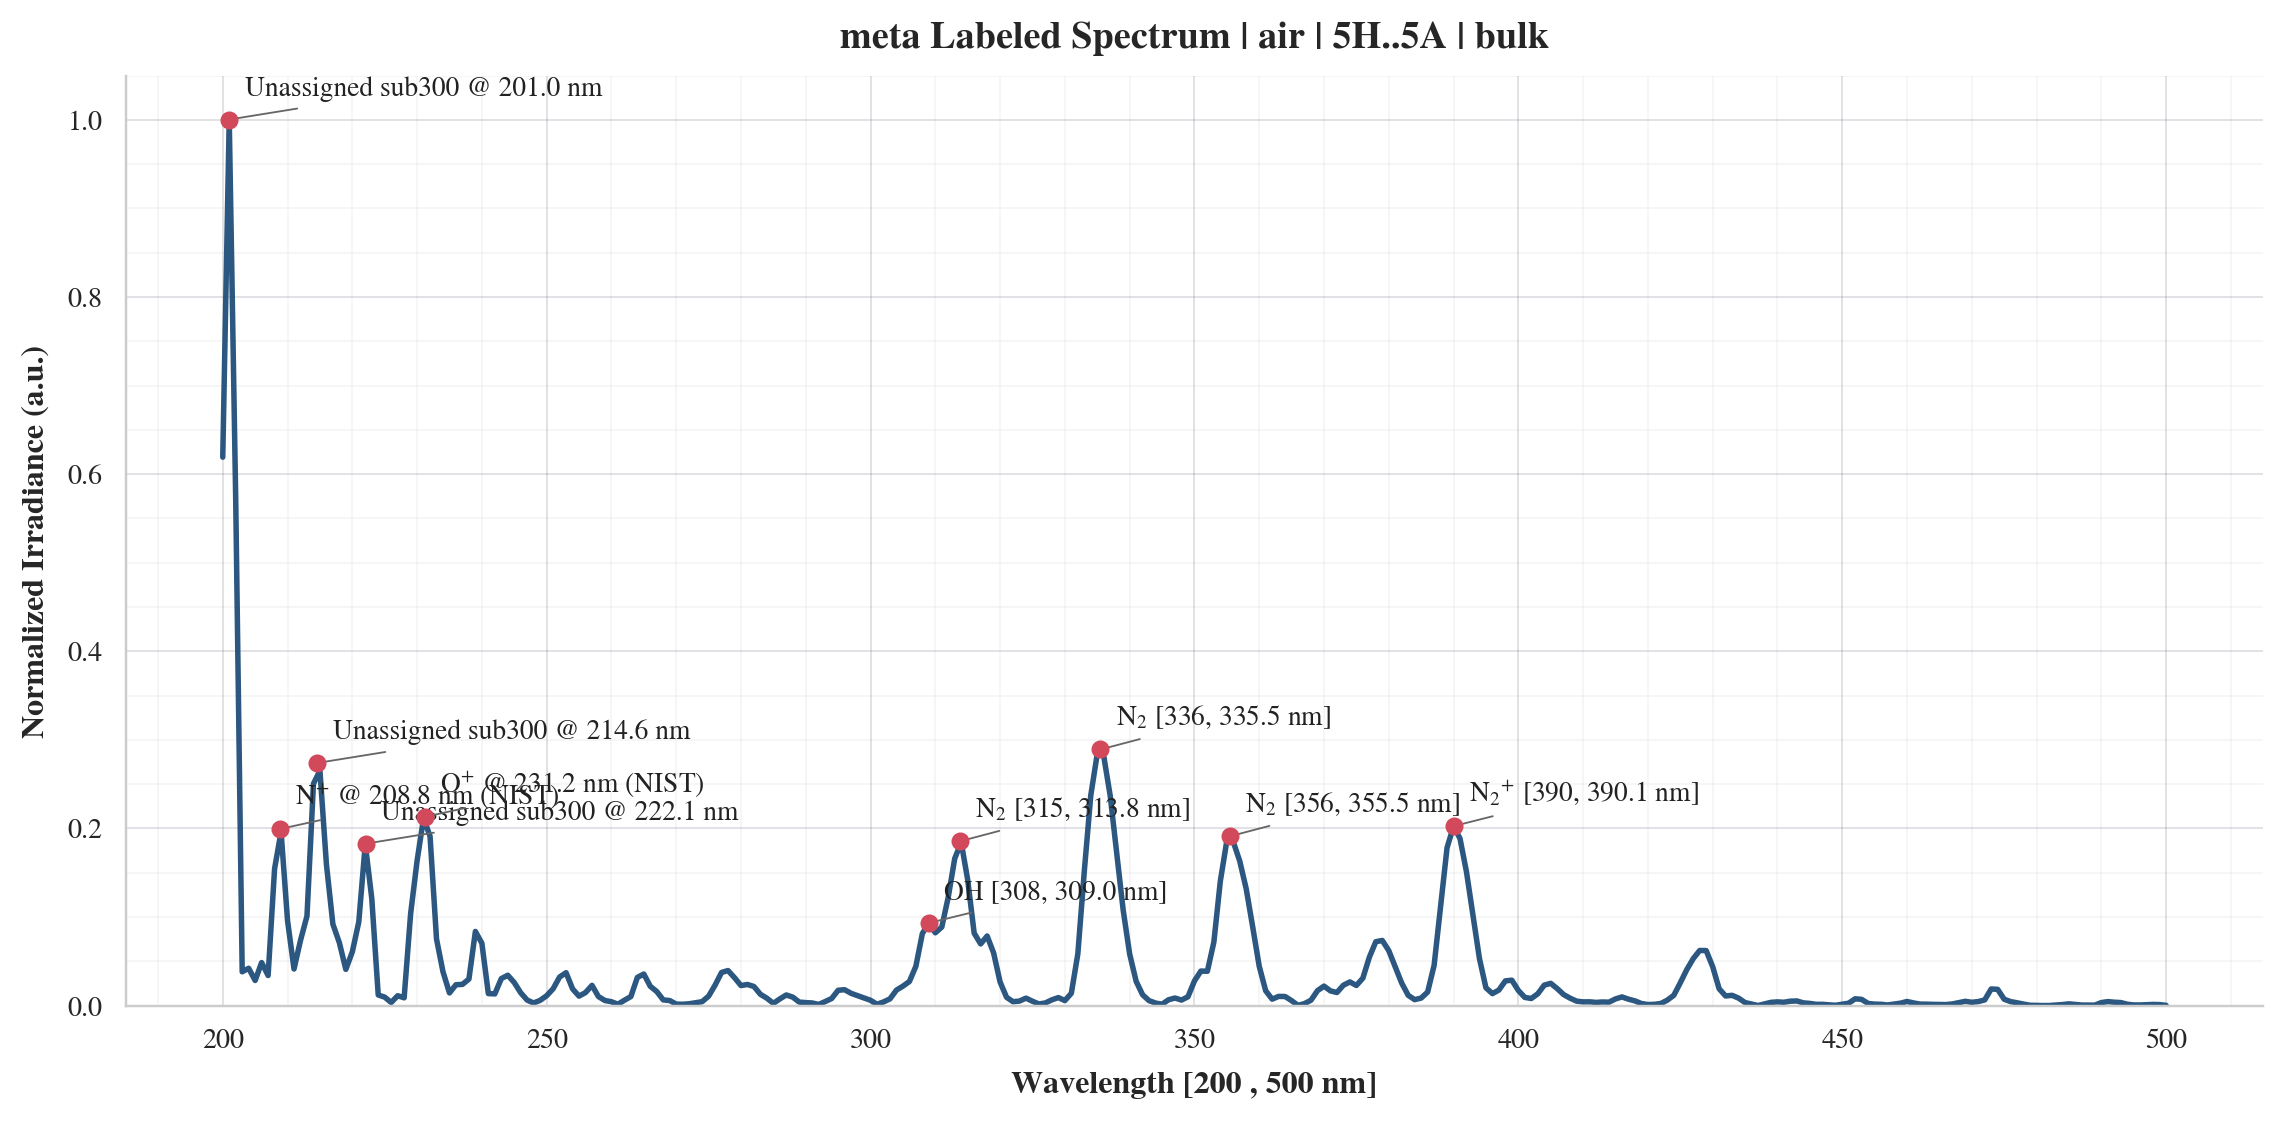 meta Labeled Spectrum | air | 5H..5A | bulk
Unassigned sub300 @ 201.0 nm
1.0
0.8
0.6
0.4
0.2
0.0
Normalized Irradiance (a.u.)
Unassigned sub300 @ 214.6 nm
N⁺ @ 208.8 nm (NIST)
O⁺ @ 231.2 nm (NIST)
Unassigned sub300 @ 222.1 nm
N₂ [336, 335.5 nm]
N₂ [315, 313.8 nm]
N₂ [356, 355.5 nm]
N₂⁺ [390, 390.1 nm]
OH [308, 309.0 nm]
200 250 300 350 400 450 500
Wavelength [200 , 500 nm]